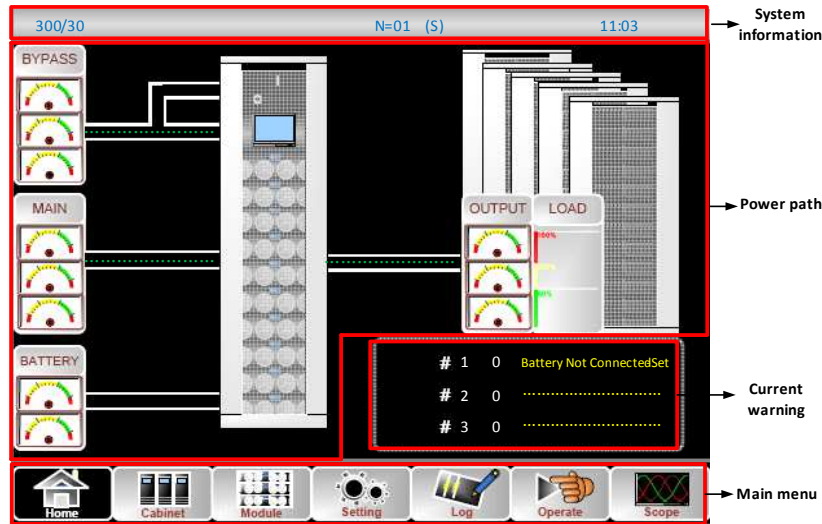 300/30 N=01 (S) 11:03
System information
BYPASS
MAIN
OUTPUT LOAD
100%
Power path
BATTERY
# 1 0 Battery Not ConnectedSet
# 2 0 ..............................
# 3 0 ..............................
Current warning
Home Cabinet Module Setting Log Operate Scope
Main menu